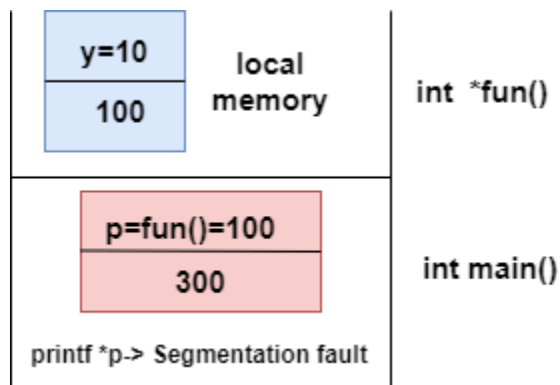 y=10
100
local
memory
int *fun()
p=fun()=100
300
int main()
printf *p-> Segmentation fault